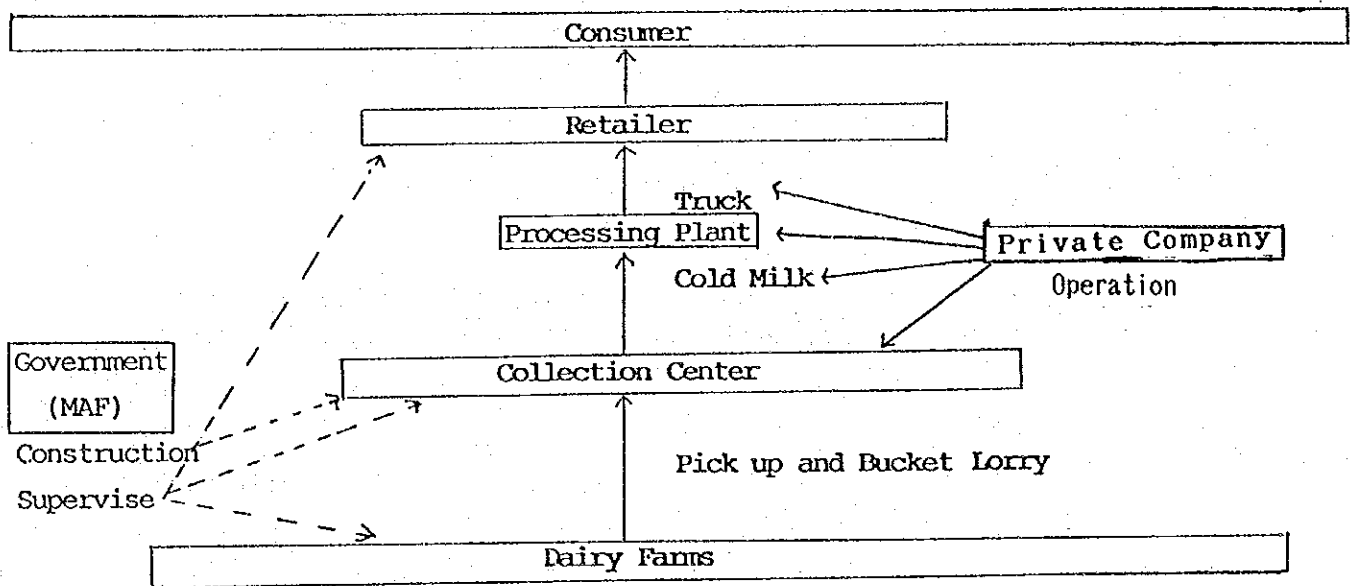 Consumer
Retailer
Truck
Processing Plant
Private Company
Cold Milk
Operation
Government
(MAF)
Collection Center
Construction
Pick up and Bucket Lorry
Supervise
Dairy Farms